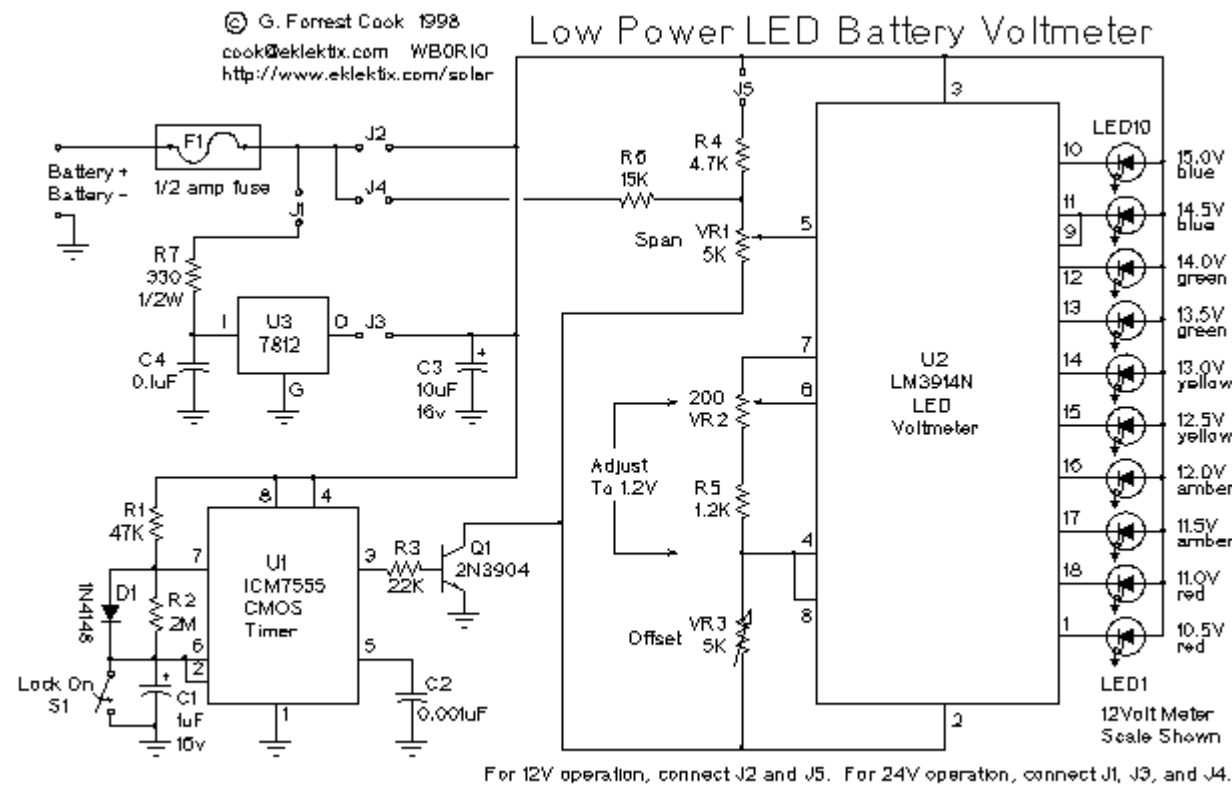 © G. Forrest Cook 1998
cook@eklektix.com WB0RIO
http://www.eklektix.com/solar
Low Power LED Battery Voltmeter
Battery +
Battery -
F1
1/2 amp fuse
J2
J4
J1
J5
R6
15K
R4
4.7K
Span
VR1
5K
R7
330
1/2W
C4
0.1uF
I
U3
7812
O
G
J3
C3
10uF
16v
+
200
VR2
Adjust
To 1.2V
R5
1.2K
Offset
VR3
5K
3
5
7
6
4
8
2
U2
LM3914N
LED
Voltmeter
10
11
9
12
13
14
15
16
17
18
1
LED10
15.0V
blue
14.5V
blue
14.0V
green
13.5V
green
13.0V
yellow
12.5V
yellow
12.0V
amber
11.5V
amber
11.0V
red
10.5V
red
LED1
12Volt Meter
Scale Shown
R1
47K
D1
1N4148
R2
2M
Lock On
S1
+
C1
1uF
16v
8
4
7
6
2
3
5
1
U1
ICM7555
CMOS
Timer
R3
22K
Q1
2N3904
C2
0.001uF
For 12V operation, connect J2 and J5. For 24V operation, connect J1, J3, and J4.